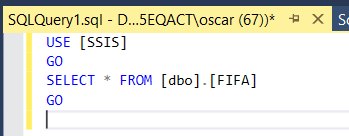 SQLQuery1.sql - D...5EQACT\oscar (67))*
USE [SSIS]
GO
SELECT * FROM [dbo].[FIFA]
GO